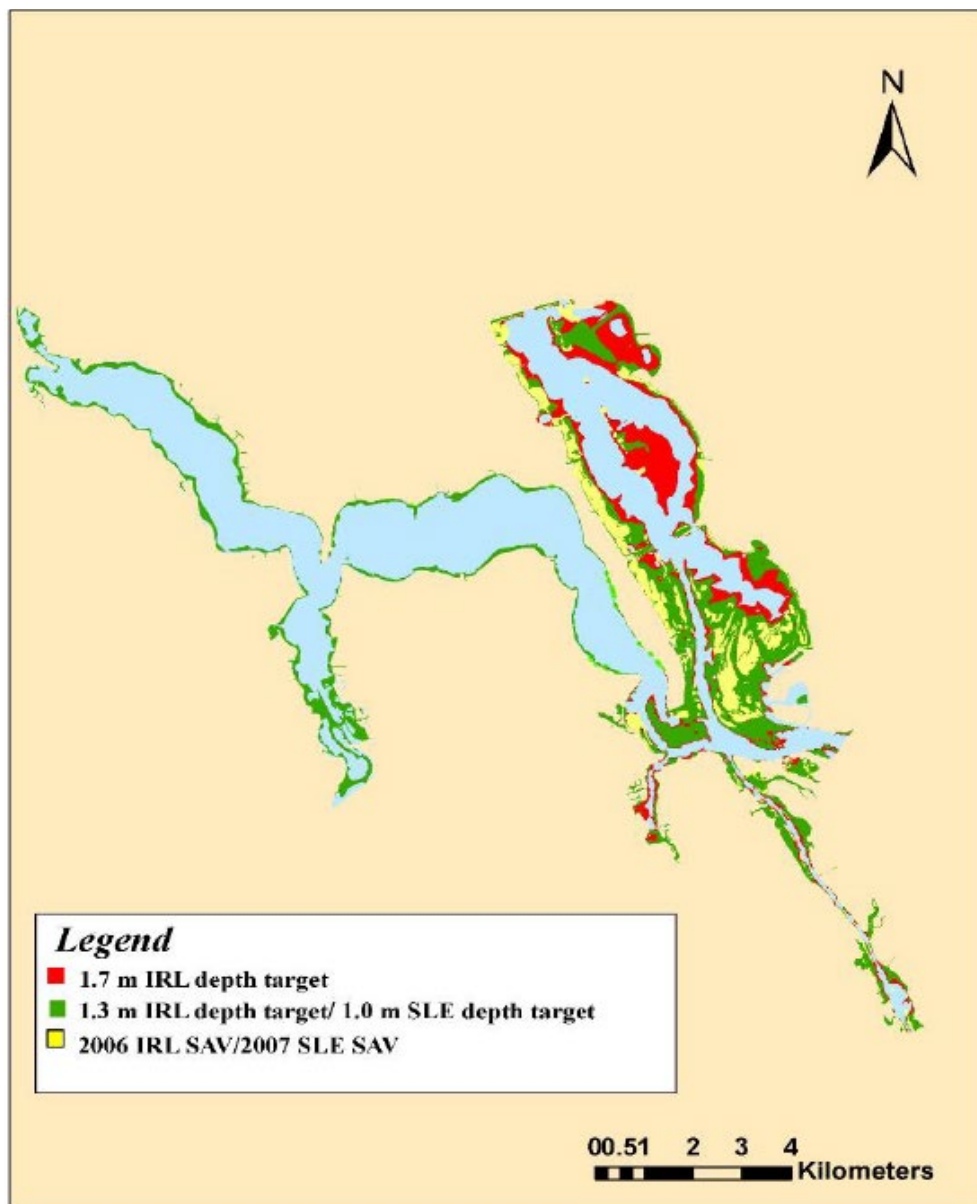 N
Legend
1.7 m IRL depth target
1.3 m IRL depth target/ 1.0 m SLE depth target
2006 IRL SAV/2007 SLE SAV
00.51 2 3 4
Kilometers